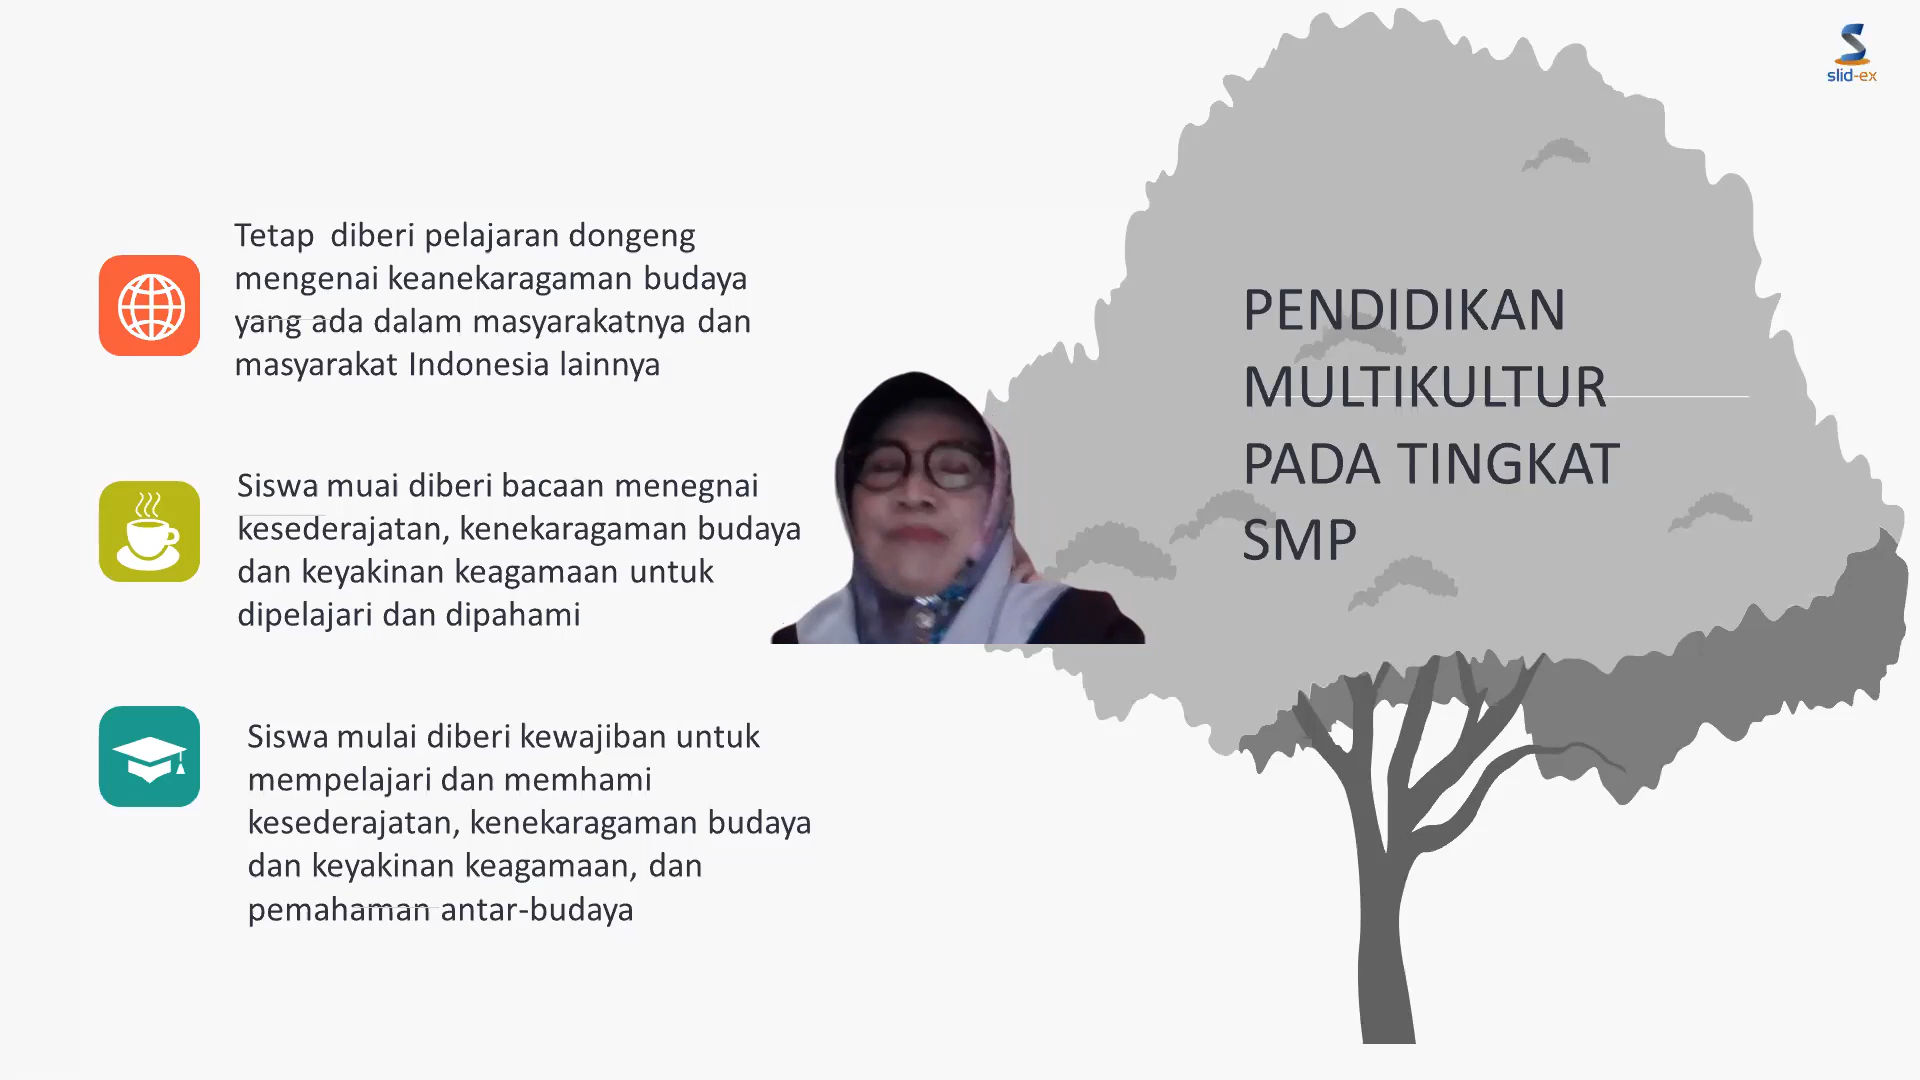 slid-ex
Tetap diberi pelajaran dongeng
mengenai keanekaragaman budaya
yang ada dalam masyarakatnya dan
masyarakat Indonesia lainnya
Siswa muai diberi bacaan menegnai
kesederajatan, kenekaragaman budaya
dan keyakinan keagamaan untuk
dipelajari dan dipahami
Siswa mulai diberi kewajiban untuk
mempelajari dan memhami
kesederajatan, kenekaragaman budaya
dan keyakinan keagamaan, dan
pemahaman antar-budaya
PENDIDIKAN
MULTIKULTUR
PADA TINGKAT
SMP